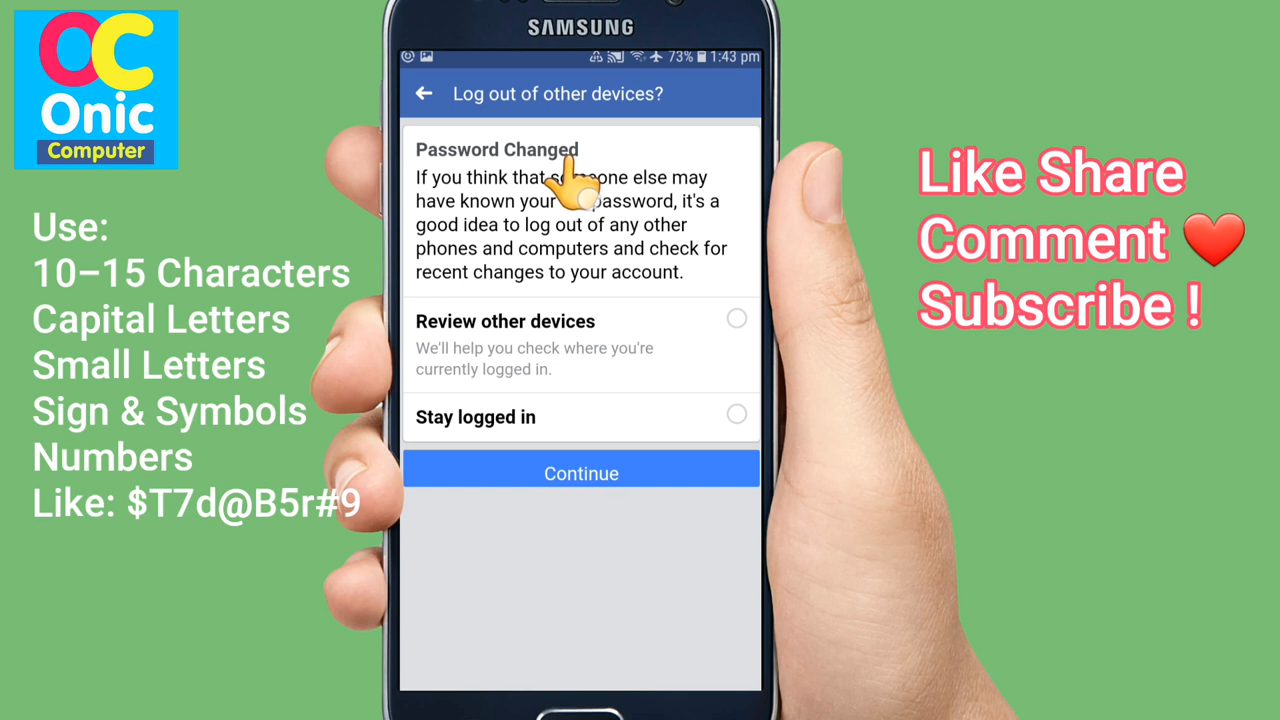 OC
Onic
Computer
Use:
10–15 Characters
Capital Letters
Small Letters
Sign & Symbols
Numbers
Like: $T7d@B5r#9
SAMSUNG
73% 1:43 pm
Log out of other devices?
Password Changed
If you think that someone else may
have known your password, it's a
good idea to log out of any other
phones and computers and check for
recent changes to your account.
Review other devices
We'll help you check where you're
currently logged in.
Stay logged in
Continue
Like Share
Comment ❤️
Subscribe !